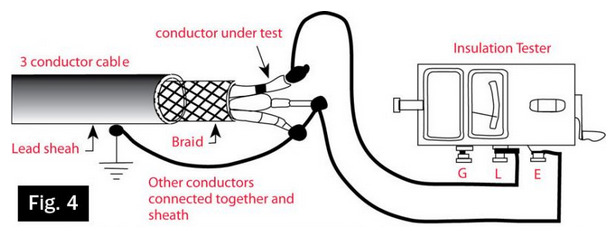 conductor under test
3 conductor cable
Insulation Tester
Lead sheah
Braid
G L E
Other conductors
connected together and
sheath
Fig. 4